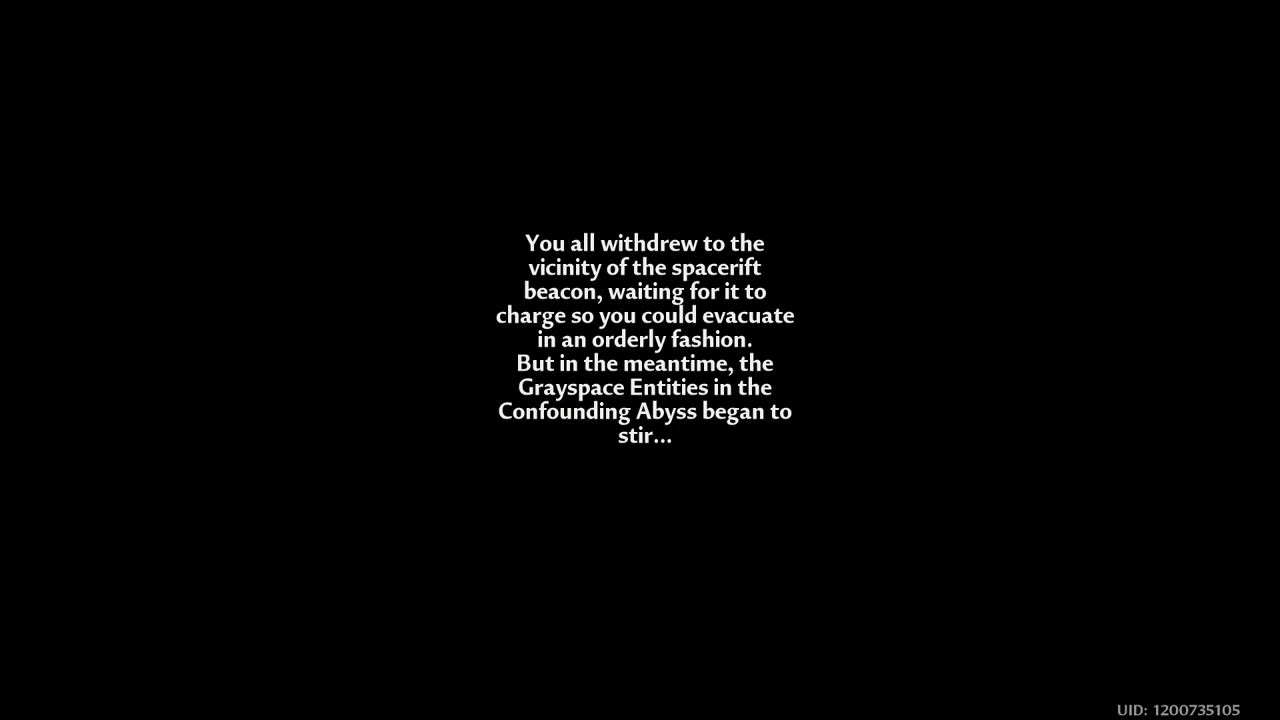 You all withdrew to the
vicinity of the spacerift
beacon, waiting for it to
charge so you could evacuate
in an orderly fashion.
But in the meantime, the
Grayspace Entities in the
Confounding Abyss began to
stir...
UID: 1200735105